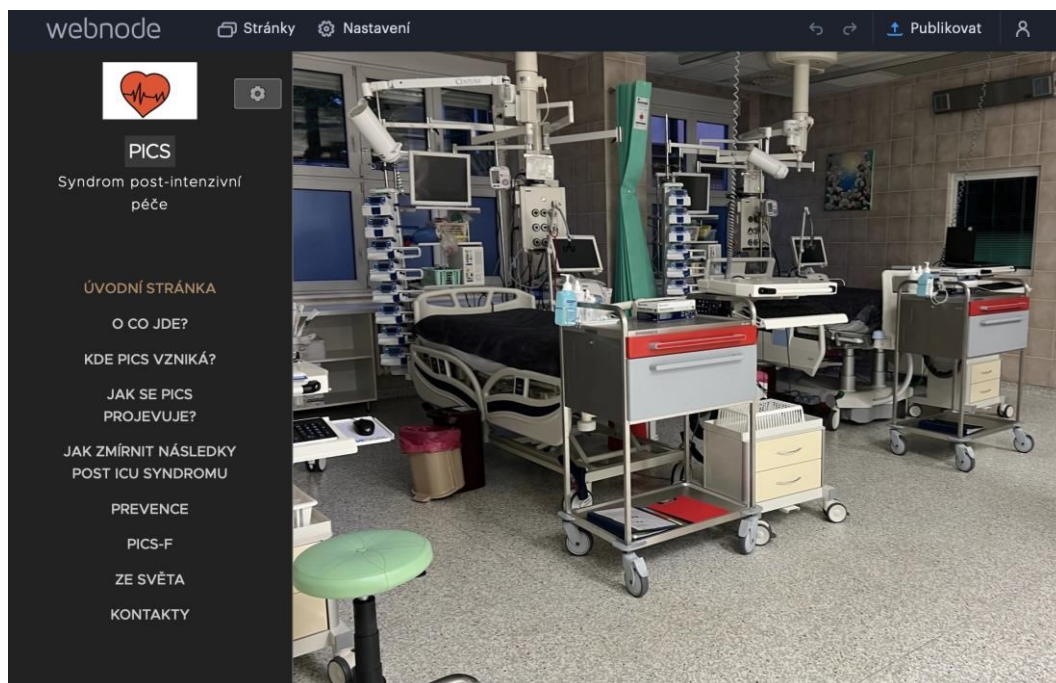 webnode
Stránky
Nastavení
Publikovat
PICS
Syndrom post-intenzivní
péče
ÚVODNÍ STRÁNKA
O CO JDE?
KDE PICS VZNIKÁ?
JAK SE PICS
PROJEVUJE?
JAK ZMÍRNIT NÁSLEDKY
POST ICU SYNDROMU
PREVENCE
PICS-F
ZE SVĚTA
KONTAKTY